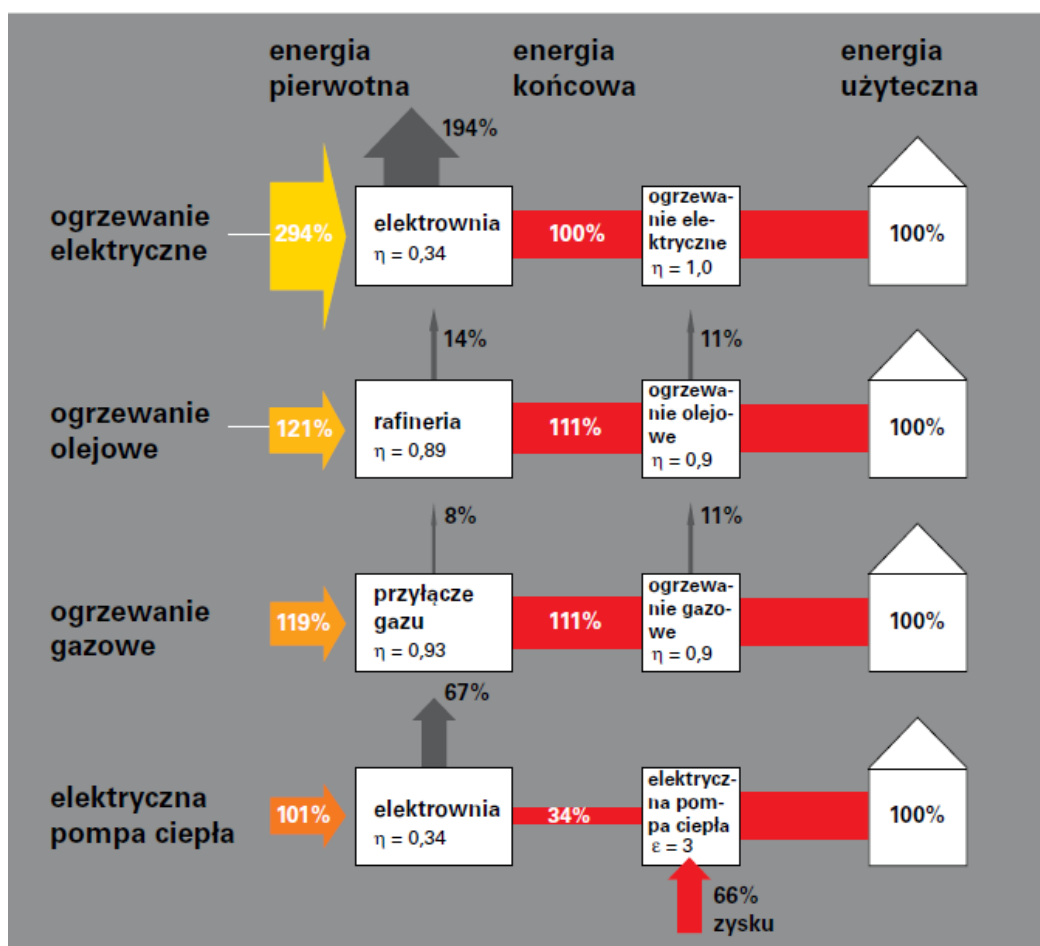 energia
pierwotna
energia
końcowa
energia
użyteczna
194%
ogrzewanie
elektryczne
294%
elektrownia
η = 0,34
100%
ogrzewa-
nie ele-
ktryczne
η = 1,0
100%
14%
11%
ogrzewanie
olejowe
121%
rafineria
η = 0,89
111%
ogrzewa-
nie olejo-
we
η = 0,9
100%
8%
11%
ogrzewanie
gazowe
119%
przyłącze
gazu
η = 0,93
111%
ogrzewa-
nie gazo-
we
η = 0,9
100%
67%
elektryczna
pompa ciepła
101%
elektrownia
η = 0,34
34%
elektrycz-
na pom-
pa ciepła
ε = 3
100%
66%
zysku